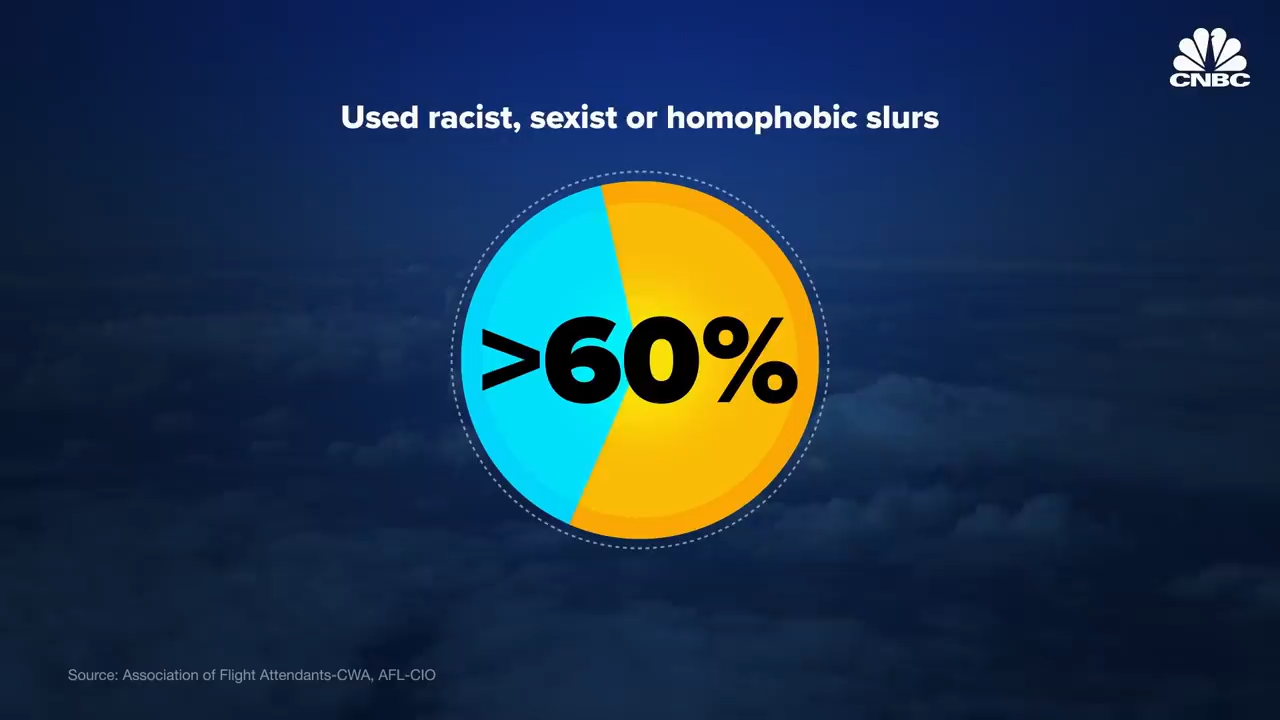 CNBC
Used racist, sexist or homophobic slurs
>60%
Source: Association of Flight Attendants-CWA, AFL-CIO